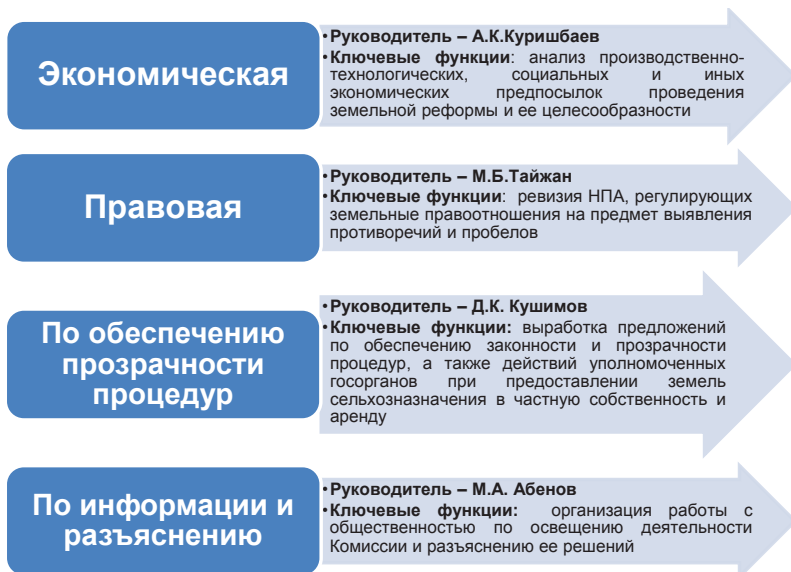 Экономическая
•Руководитель – А.К.Куришбаев
•Ключевые функции: анализ производственно-
технологических, социальных и иных
экономических предпосылок проведения
земельной реформы и ее целесообразности
Правовая
•Руководитель – М.Б.Тайжан
•Ключевые функции: ревизия НПА, регулирующих
земельные правоотношения на предмет выявления
противоречий и пробелов
По обеспечению
прозрачности
процедур
•Руководитель – Д.К. Кушимов
•Ключевые функции: выработка предложений
по обеспечению законности и прозрачности
процедур, а также действий уполномоченных
госорганов при предоставлении земель
сельхозназначения в частную собственность и
аренду
По информации и
разъяснению
•Руководитель – М.А. Абенов
•Ключевые функции: организация работы с
общественностью по освещению деятельности
Комиссии и разъяснению ее решений